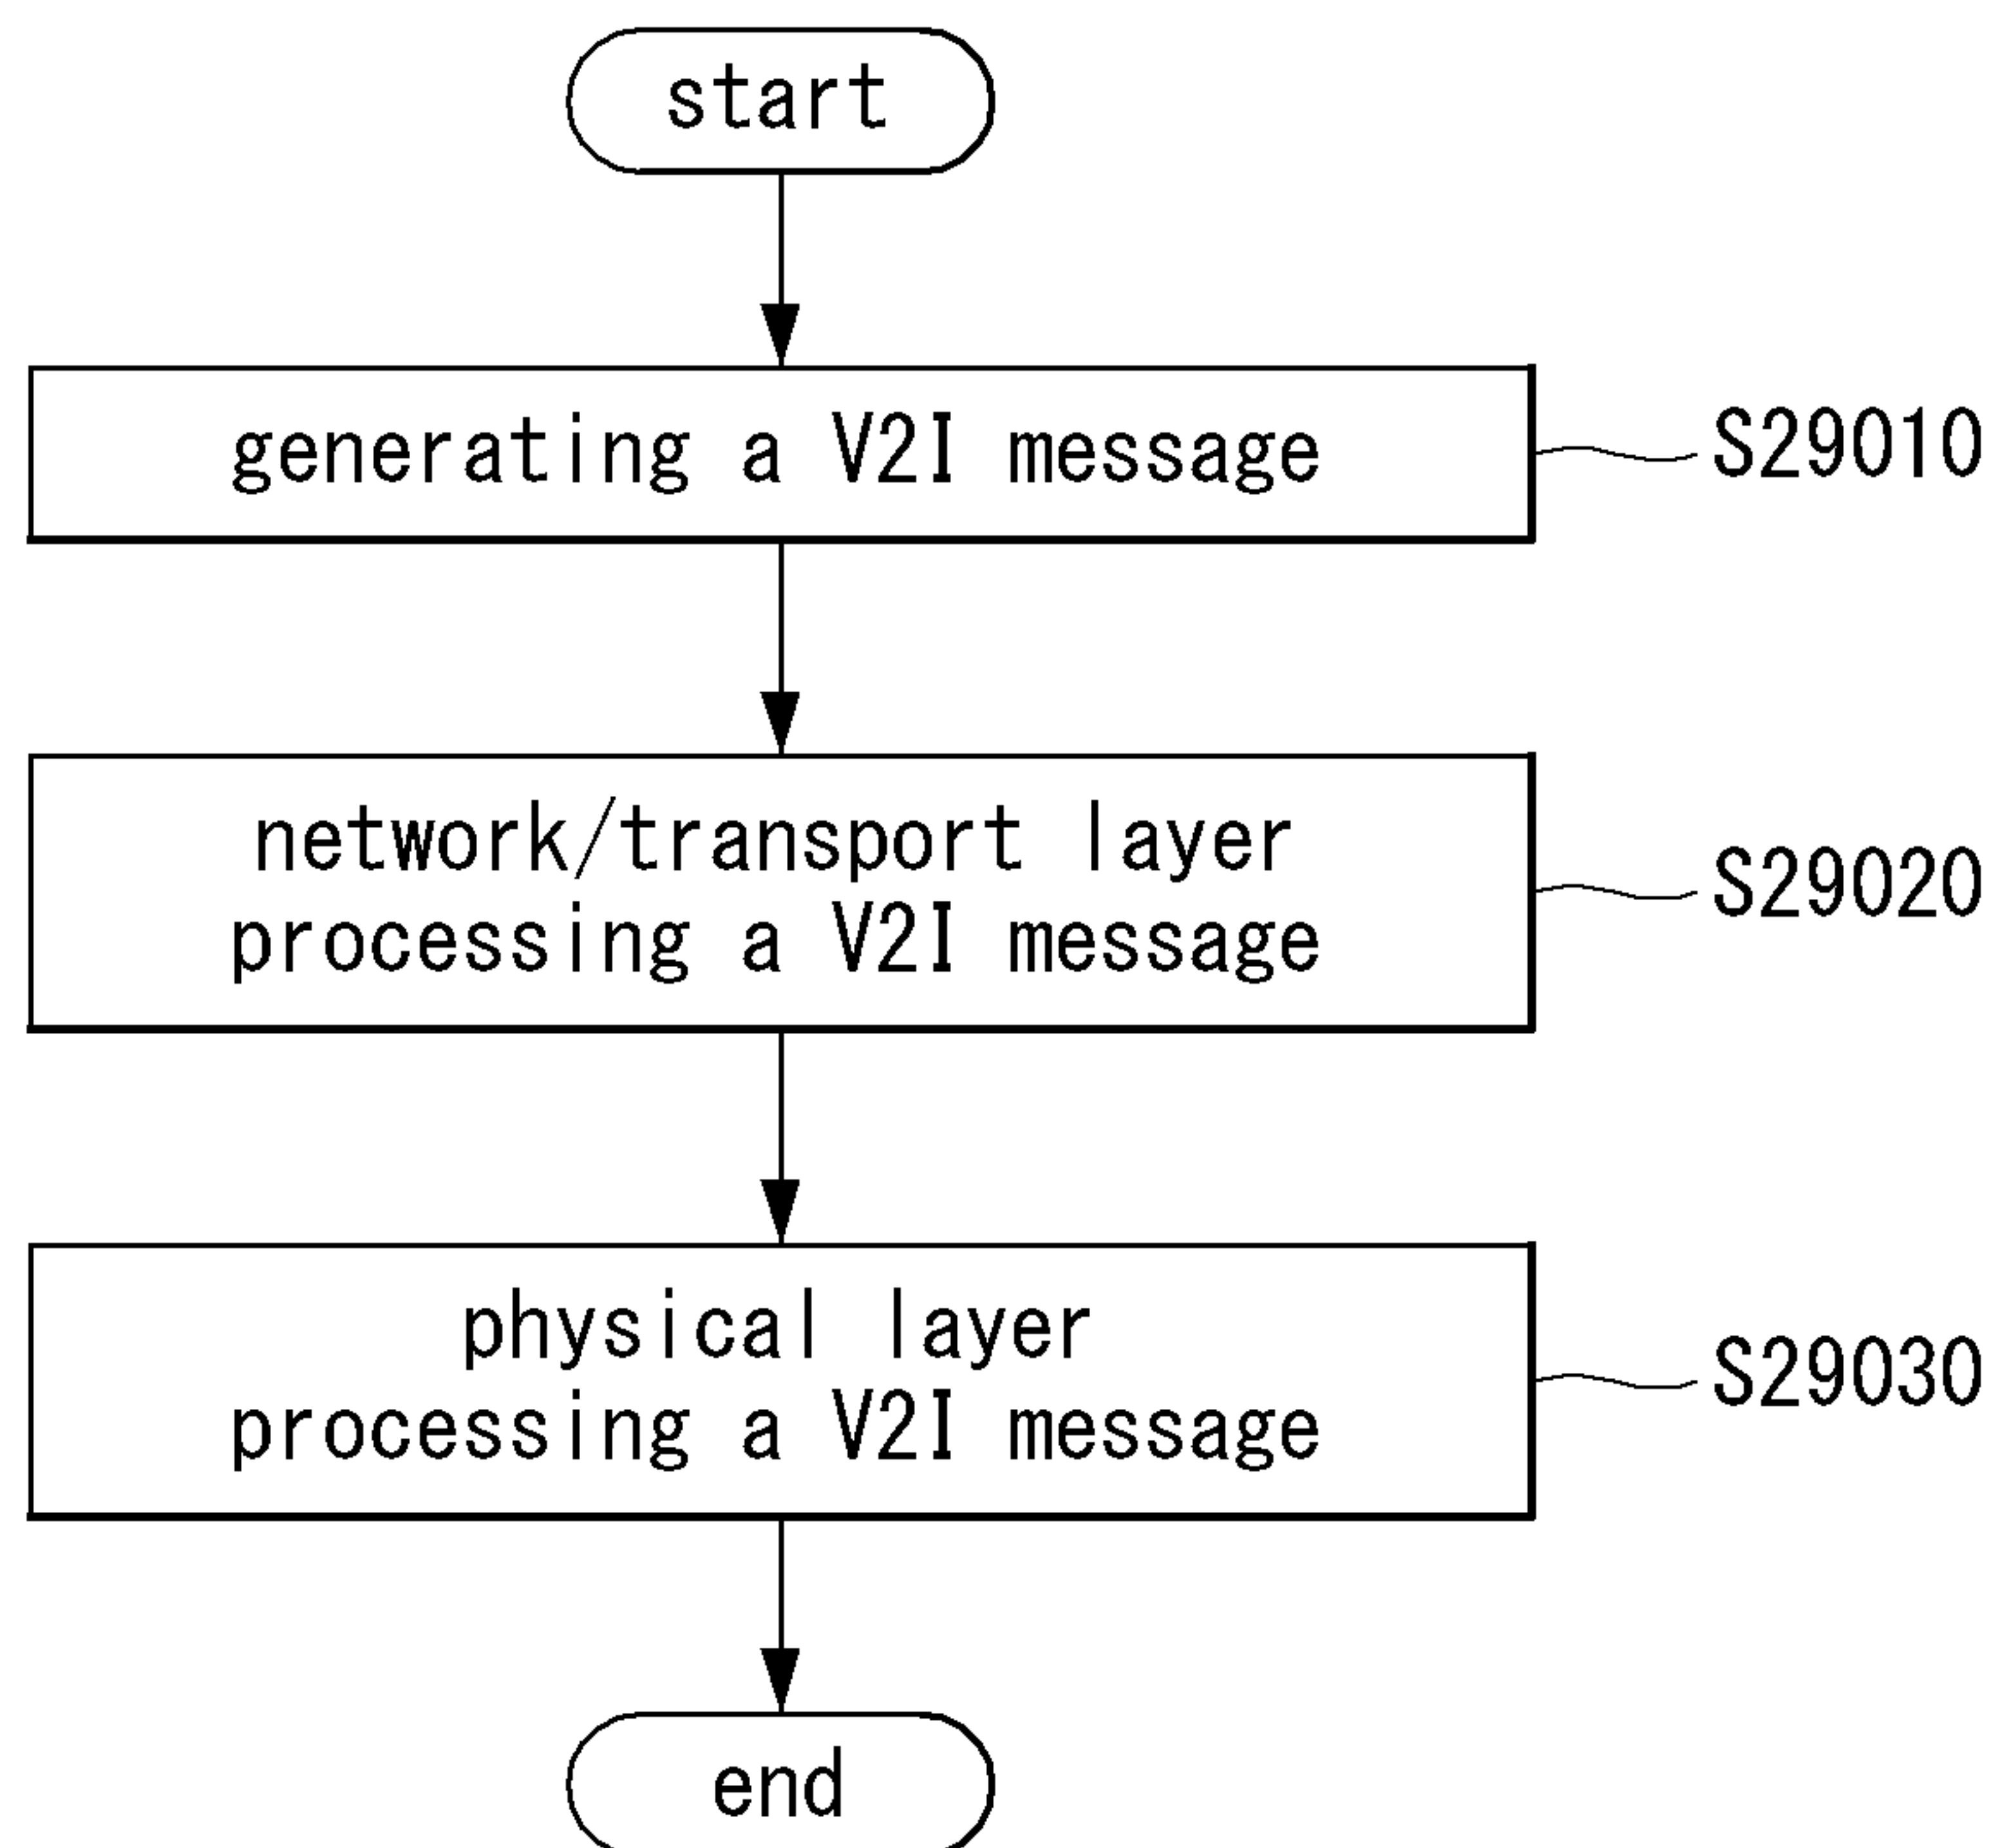 start
generating a V2I message
S29010
network/transport layer
processing a V2I message
S29020
physical layer
processing a V2I message
S29030
end